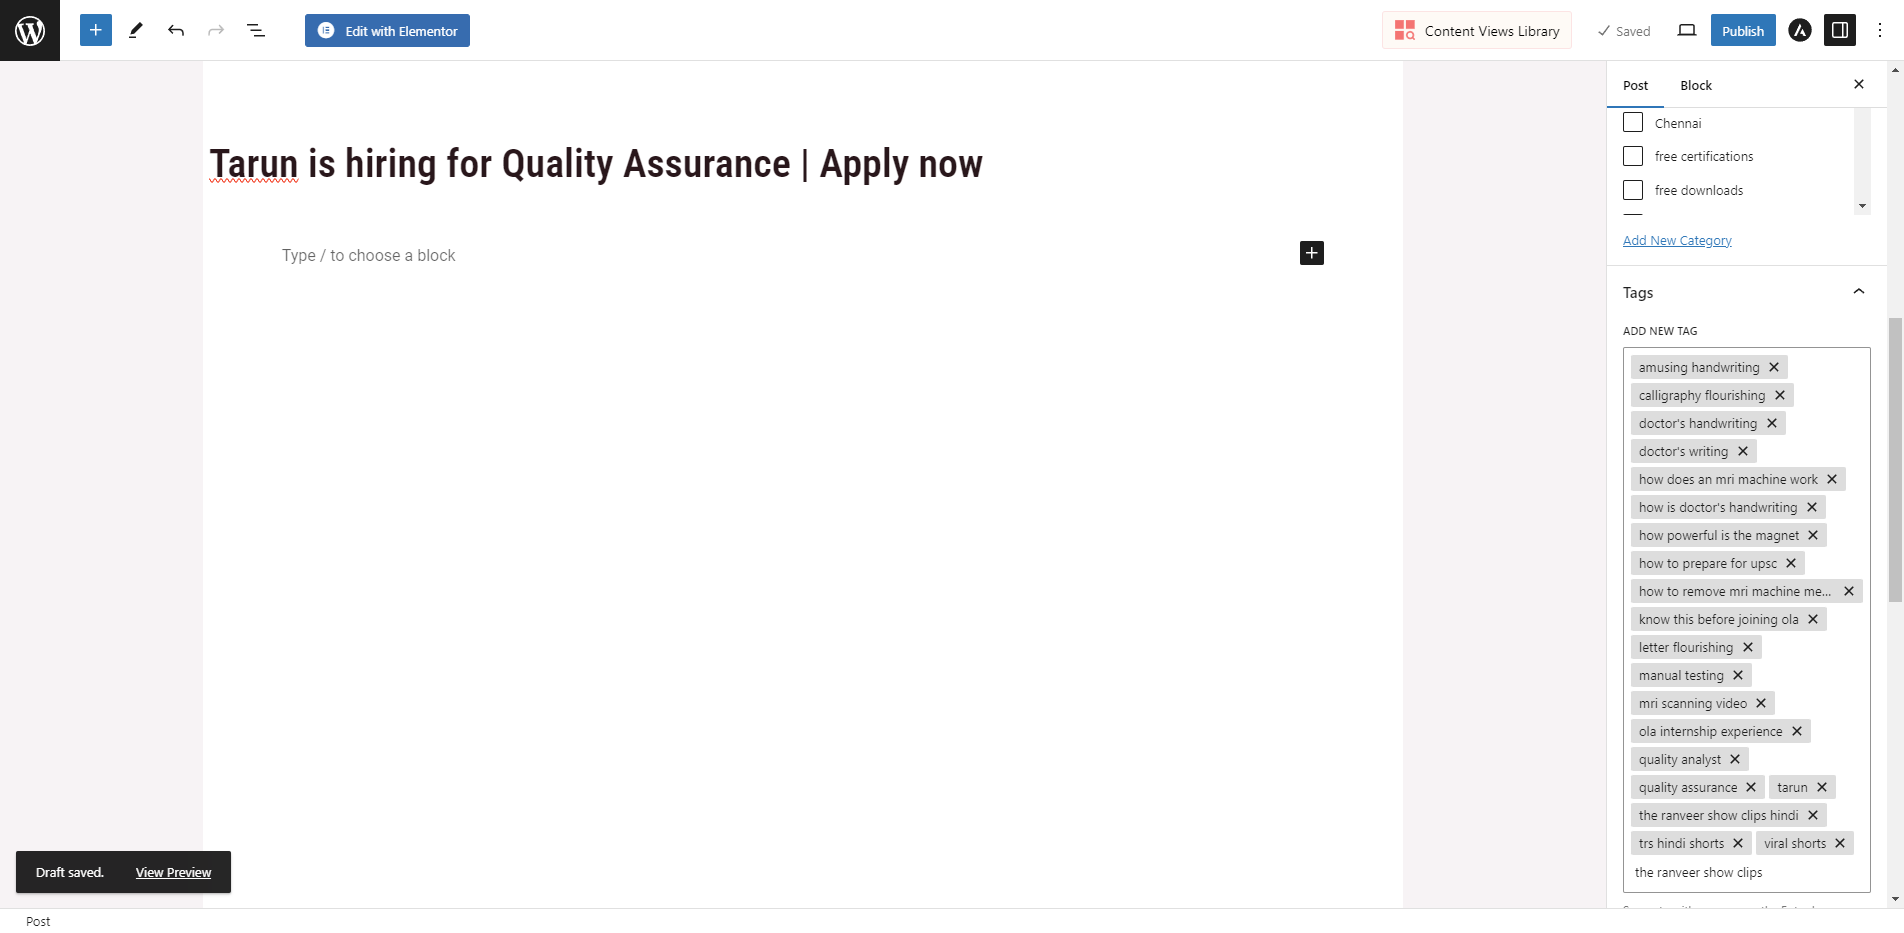 Edit with Elementor
Content Views Library
Saved
Publish
Post Block
Tarun is hiring for Quality Assurance | Apply now
Type / to choose a block
Chennai
free certifications
free downloads
Add New Category
Tags
ADD NEW TAG
amusing handwriting
calligraphy flourishing
doctor's handwriting
doctor's writing
how does an mri machine work
how is doctor's handwriting
how powerful is the magnet
how to prepare for upsc
how to remove mri machine me...
know this before joining ola
letter flourishing
manual testing
mri scanning video
ola internship experience
quality analyst
quality assurance tarun
the ranveer show clips hindi
trs hindi shorts viral shorts
the ranveer show clips
Draft saved. View Preview
Post